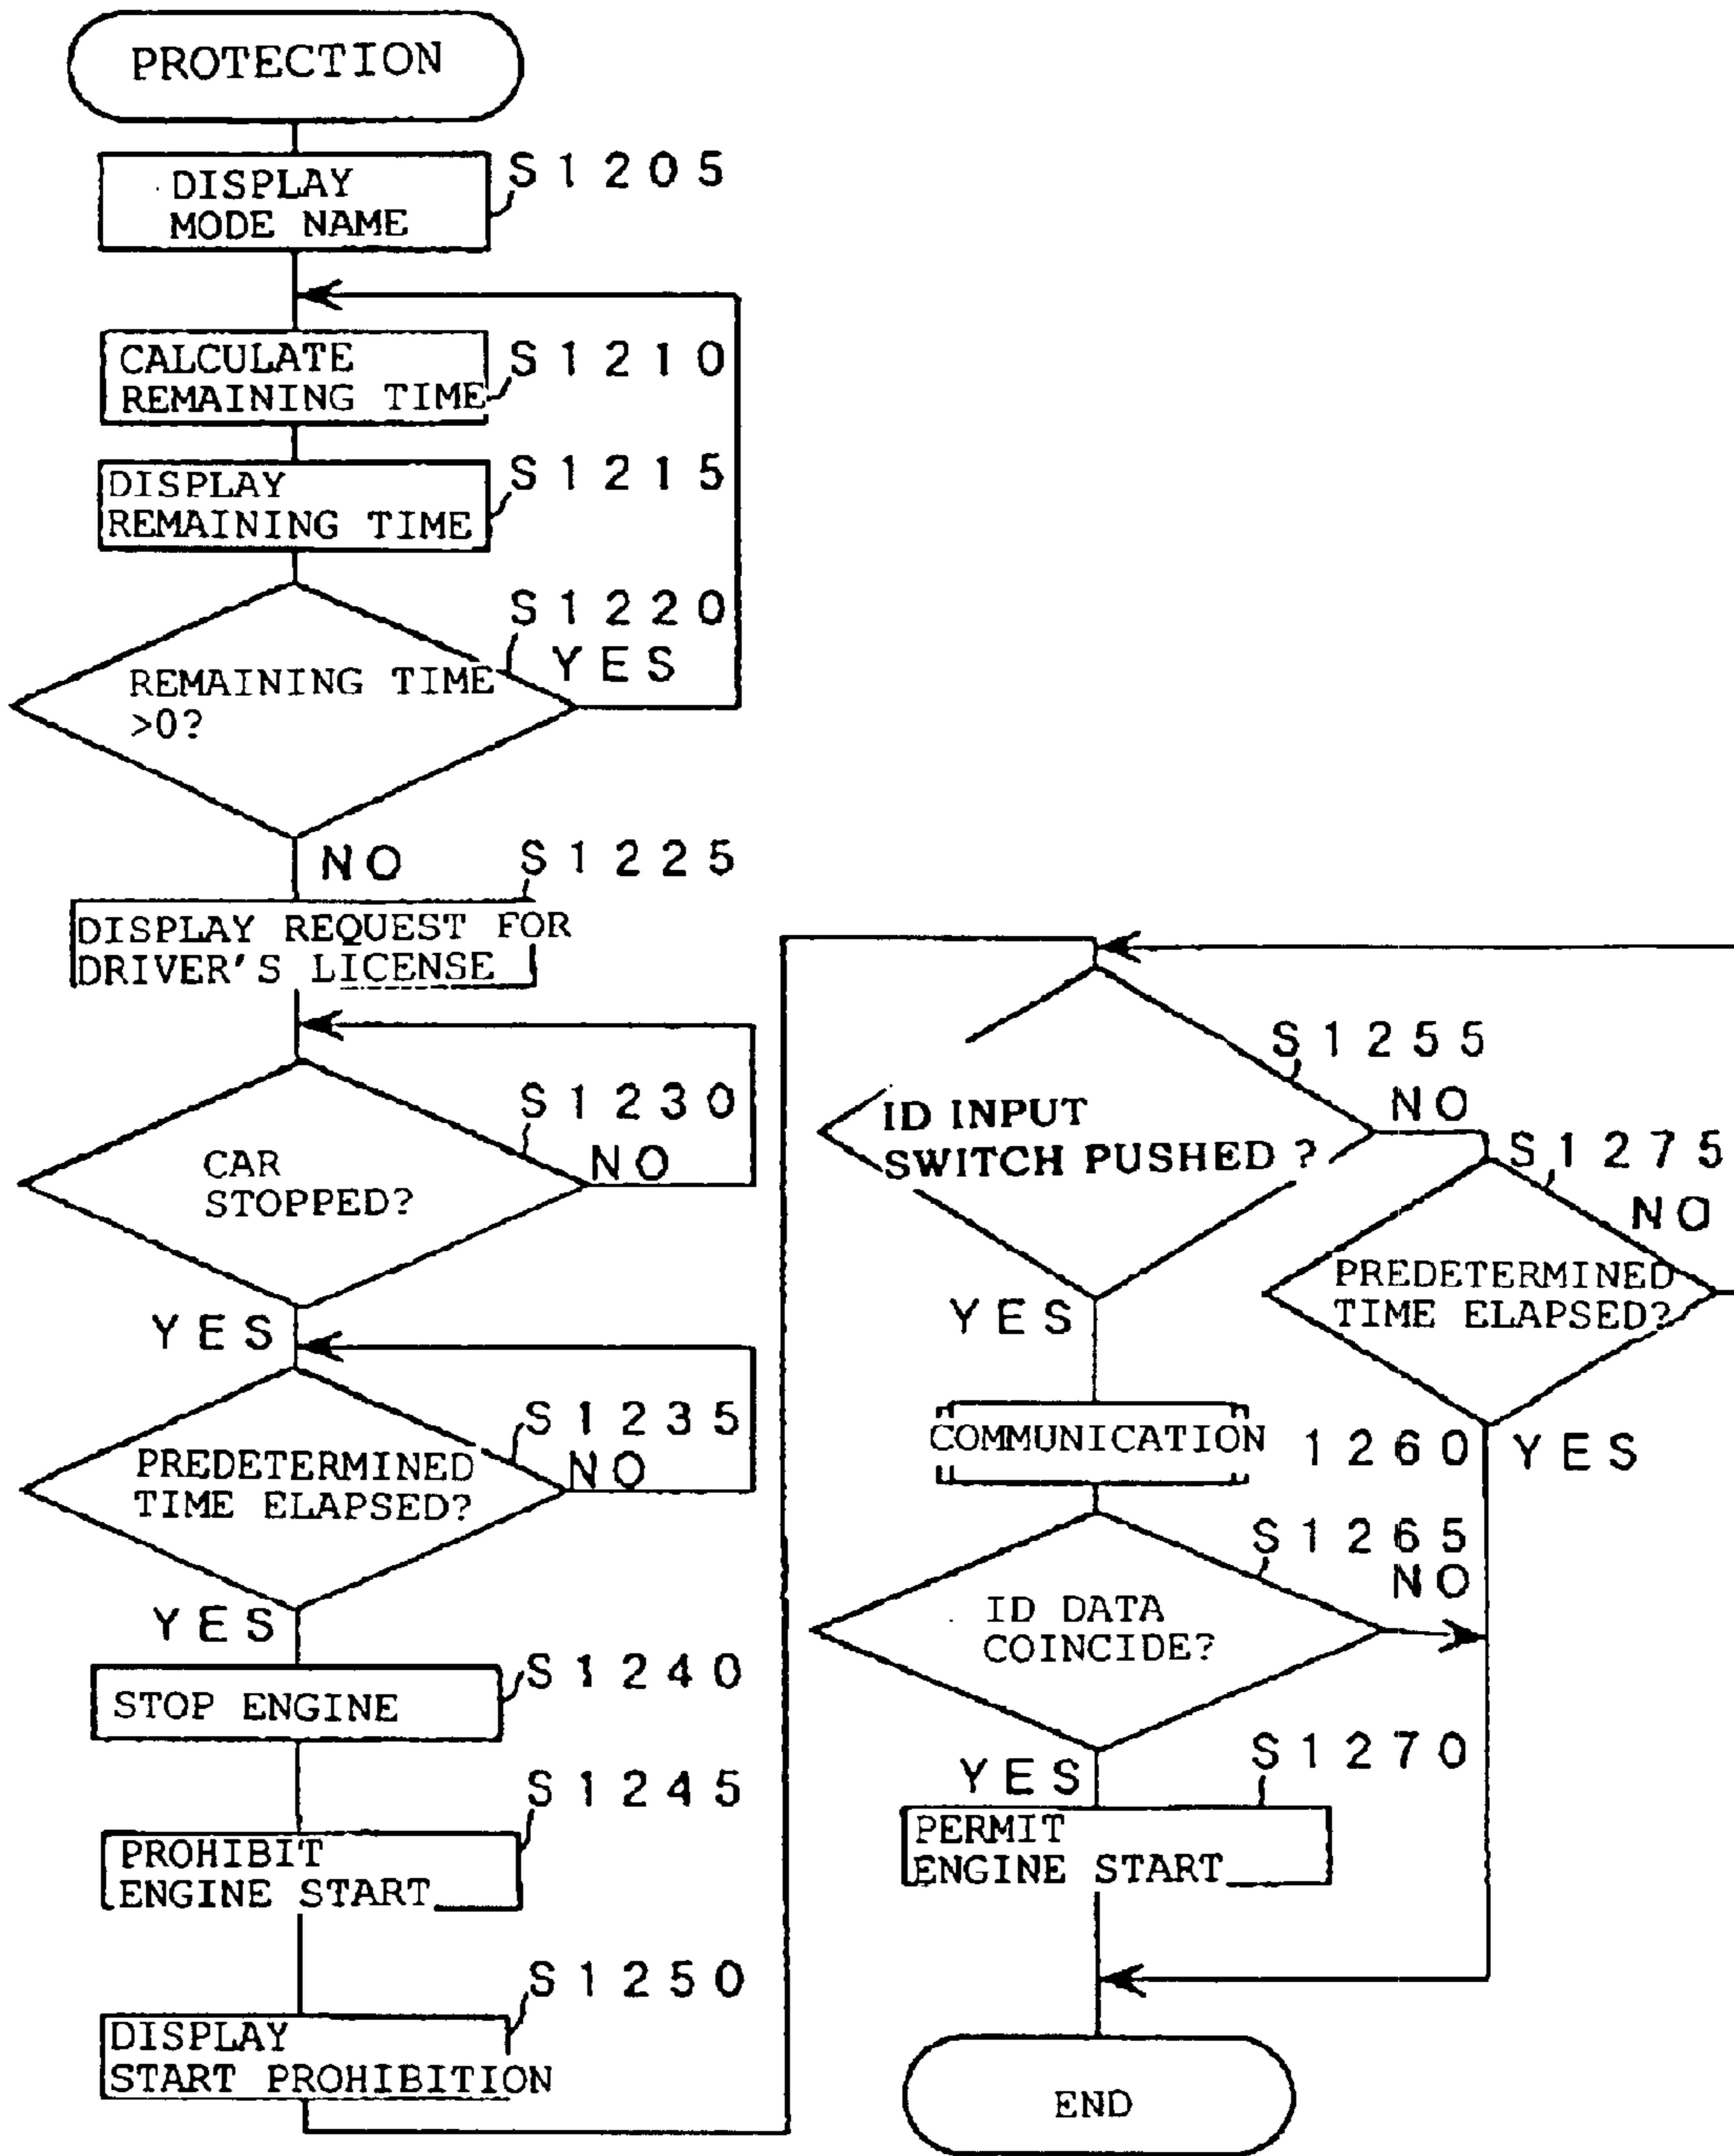 PROTECTION
S1205
DISPLAY
MODE NAME
S1210
CALCULATE
REMAINING TIME
S1215
DISPLAY
REMAINING TIME
S1220
YES
REMAINING TIME
>0?
NO
S1225
DISPLAY REQUEST FOR
DRIVER'S LICENSE
S1230
NO
CAR
STOPPED?
YES
S1235
NO
PREDETERMINED
TIME ELAPSED?
YES
S1240
STOP ENGINE
S1245
PROHIBIT
ENGINE START
S1250
DISPLAY
START PROHIBITION
S1255
NO
ID INPUT
SWITCH PUSHED ?
YES
S1275
NO
PREDETERMINED
TIME ELAPSED?
YES
COMMUNICATION
1260
S1265
NO
ID DATA
COINCIDE?
YES
S1270
PERMIT
ENGINE START
END